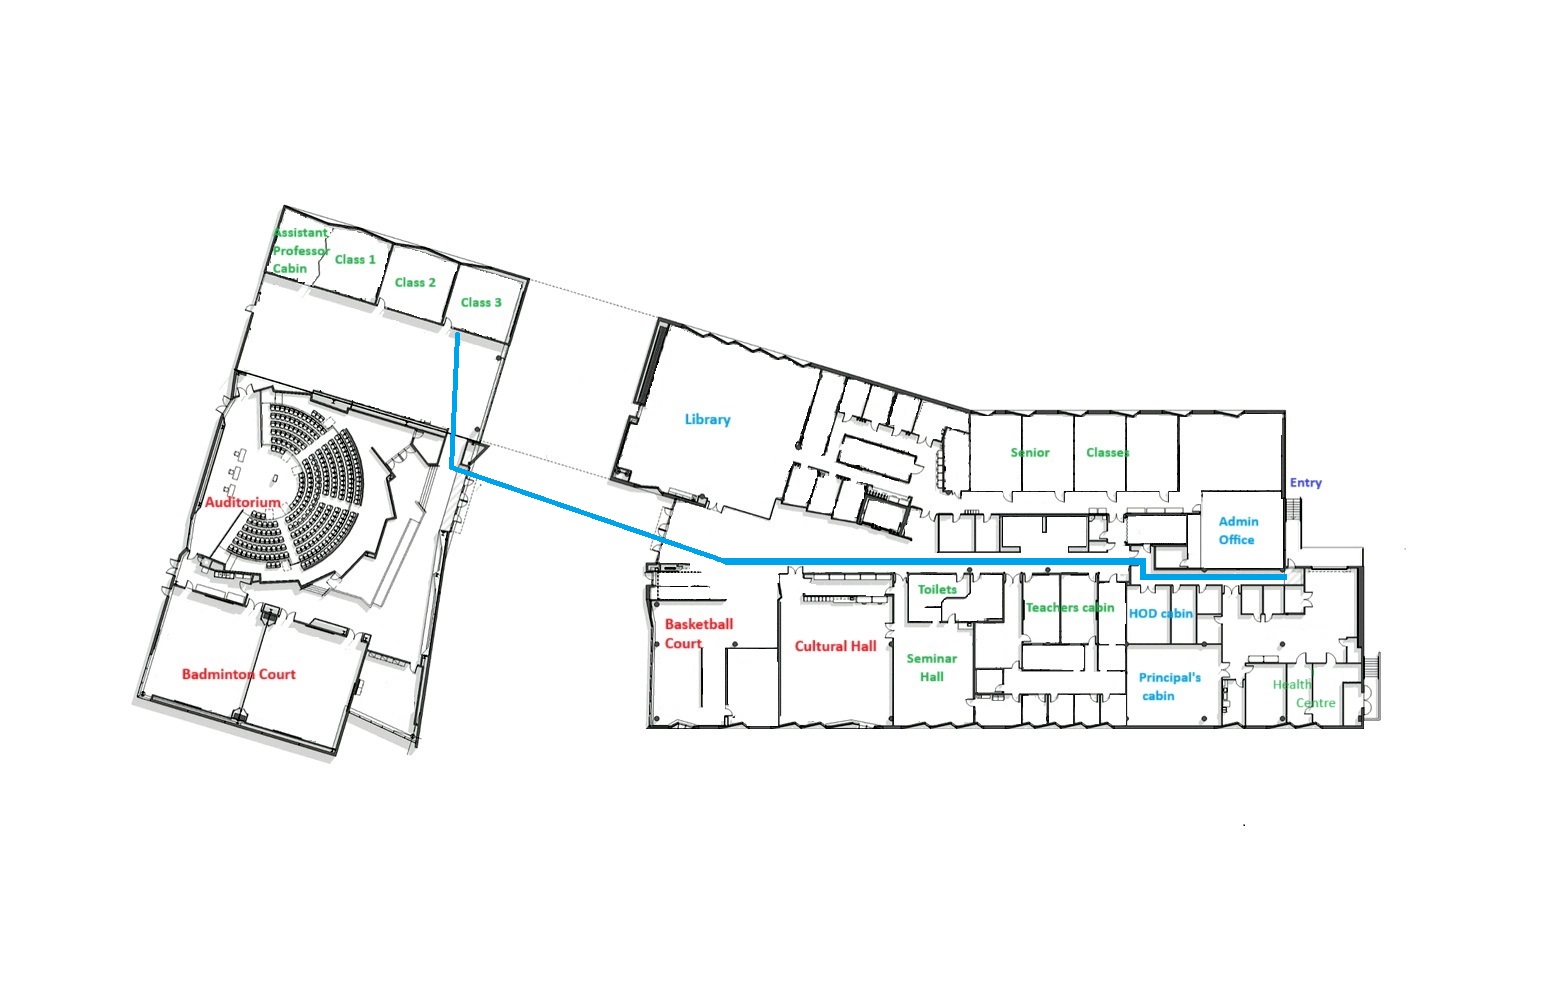 Assistant
Professor
Cabin
Class 1
Class 2
Class 3
Library
Senior Classes
Entry
Admin
Office
Auditorium
Toilets
Teachers cabin
HOD cabin
Basketball
Court
Cultural Hall
Seminar
Hall
Badminton Court
Principal's
cabin
Health
Centre